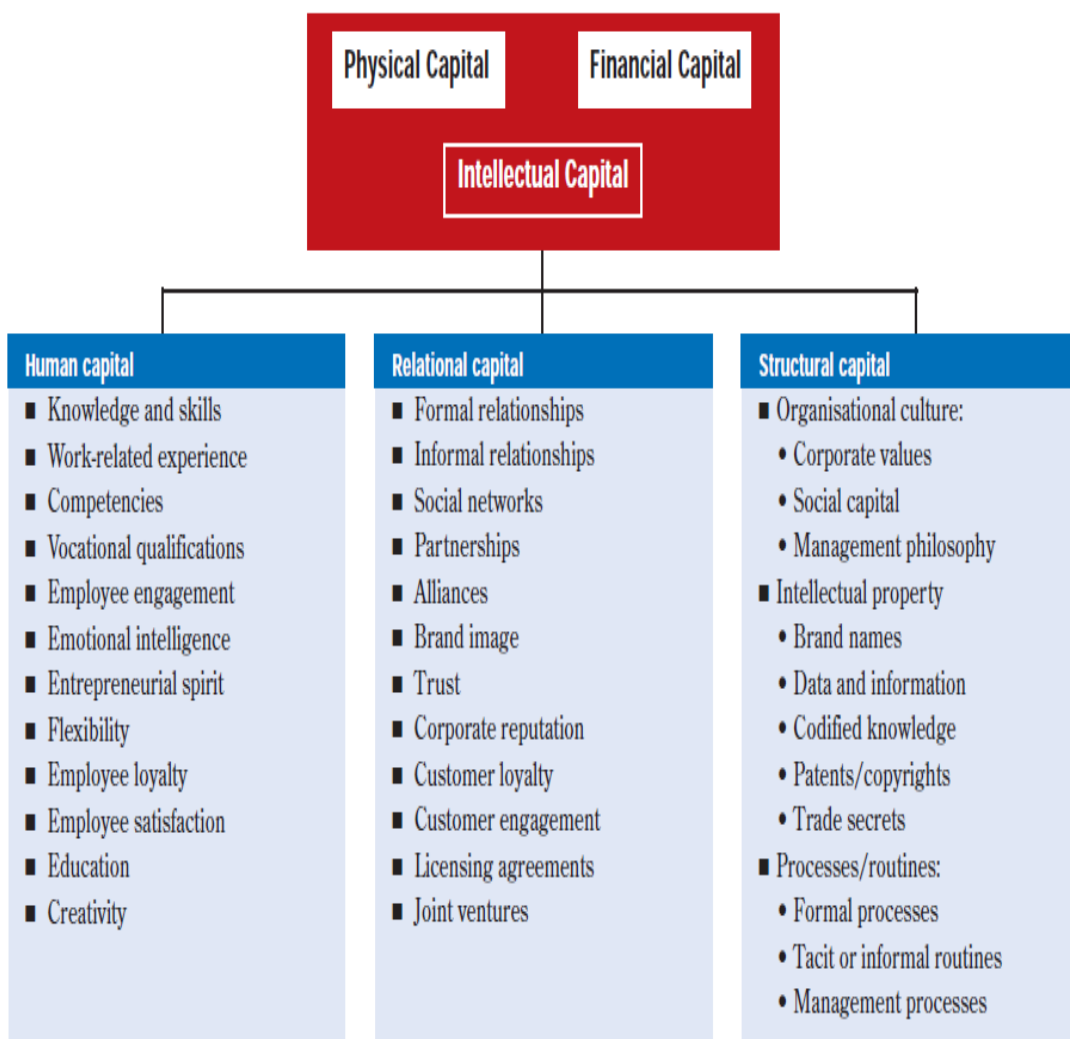 Physical Capital
Financial Capital
Intellectual Capital
Human capital
■ Knowledge and skills
■ Work-related experience
■ Competencies
■ Vocational qualifications
■ Employee engagement
■ Emotional intelligence
■ Entrepreneurial spirit
■ Flexibility
■ Employee loyalty
■ Employee satisfaction
■ Education
■ Creativity
Relational capital
■ Formal relationships
■ Informal relationships
■ Social networks
■ Partnerships
■ Alliances
■ Brand image
■ Trust
■ Corporate reputation
■ Customer loyalty
■ Customer engagement
■ Licensing agreements
■ Joint ventures
Structural capital
■ Organisational culture:
• Corporate values
• Social capital
• Management philosophy
■ Intellectual property
• Brand names
• Data and information
• Codified knowledge
• Patents/copyrights
• Trade secrets
■ Processes/routines:
• Formal processes
• Tacit or informal routines
• Management processes